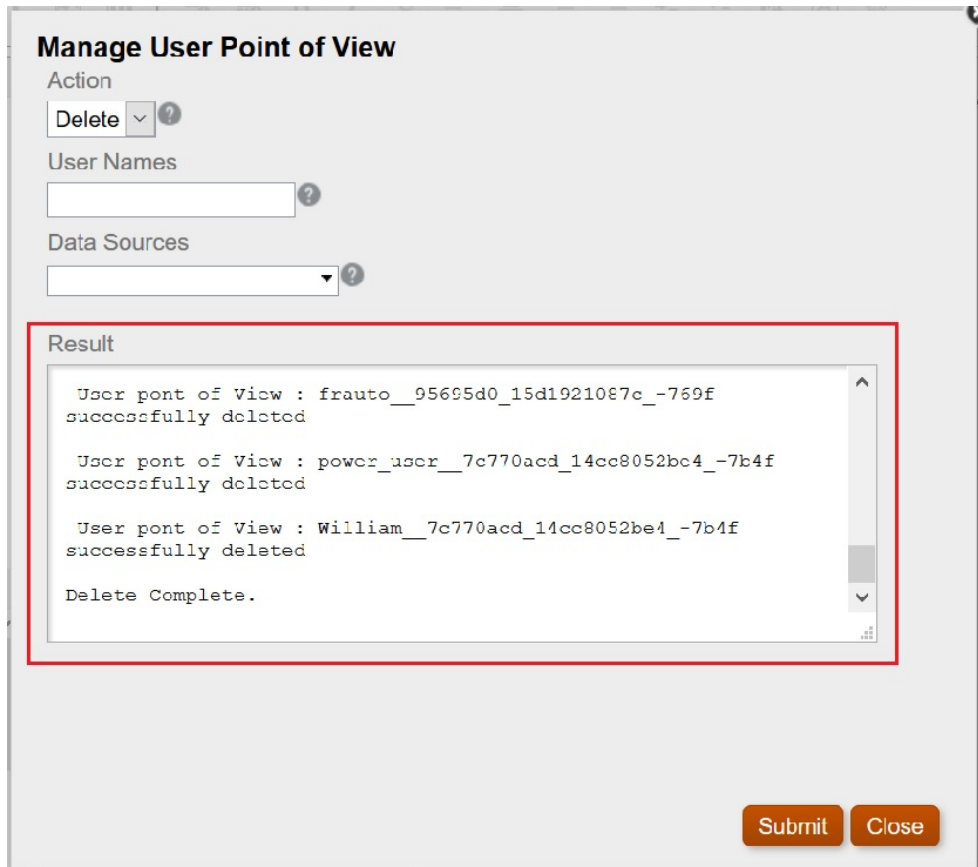 Manage User Point of View
Action
Delete
User Names
Data Sources
Result
User pont of View : frauto__95695d0_15d1921087c_-769f
successfully deleted
User pont of View : power_user__7c770acd_14cc8052be4_-7b4f
successfully deleted
User pont of View : William__7c770acd_14cc8052be4_-7b4f
successfully deleted
Delete Complete.
Submit Close